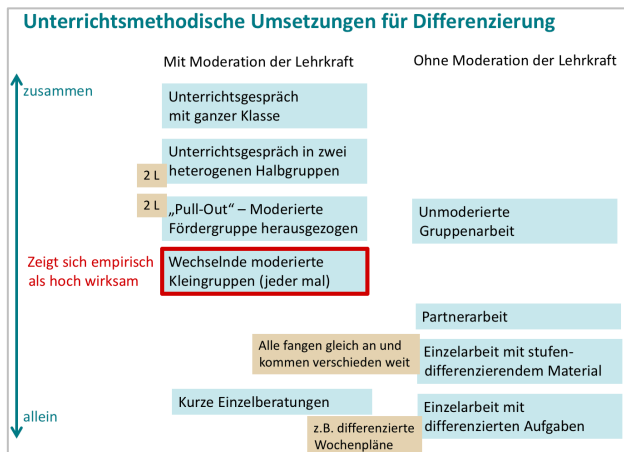 Unterrichtsmethodische Umsetzungen für Differenzierung
Mit Moderation der Lehrkraft
Ohne Moderation der Lehrkraft
zusammen
Unterrichtsgespräch
mit ganzer Klasse
Unterrichtsgespräch in zwei
heterogenen Halbgruppen
2 L
2 L
„Pull-Out“ – Moderierte
Fördergruppe herausgezogen
Unmoderierte
Gruppenarbeit
Zeigt sich empirisch
als hoch wirksam
Wechselnde moderierte
Kleingruppen (jeder mal)
Partnerarbeit
Alle fangen gleich an und
kommen verschieden weit
Einzelarbeit mit stufen-
differenzierendem Material
Kurze Einzelberatungen
allein
z.B. differenzierte
Wochenpläne
Einzelarbeit mit
differenzierten Aufgaben